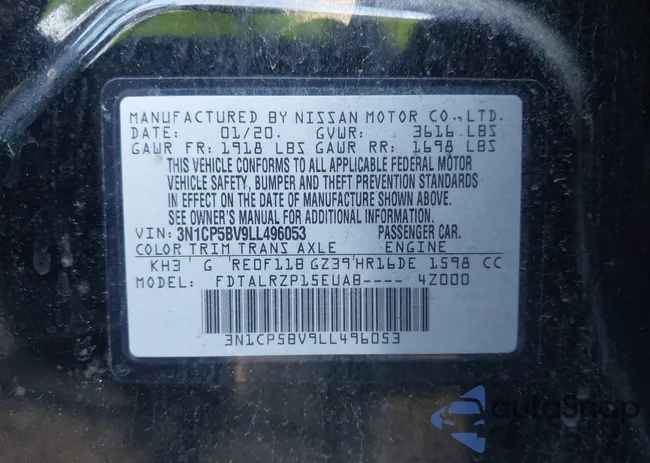 MANUFACTURED BY NISSAN MOTOR CO.,LTD.
DATE: 01/20. GVWR: 3616 LBS
GAWR FR: 1918 LBS GAWR RR: 1698 LBS
THIS VEHICLE CONFORMS TO ALL APPLICABLE FEDERAL MOTOR
VEHICLE SAFETY, BUMPER AND THEFT PREVENTION STANDARDS
IN EFFECT ON THE DATE OF MANUFACTURE SHOWN ABOVE.
SEE OWNER'S MANUAL FOR ADDITIONAL INFORMATION.
VIN: 3N1CP5BV9LL496053 PASSENGER CAR.
COLOR TRIM TRANS AXLE ENGINE
KH3 G RE0F11B GZ39 HR16DE 1598 CC
MODEL: FDTALRZP15EUAB---- 4Z000
3N1CP5BV9LL496053
autoSnap